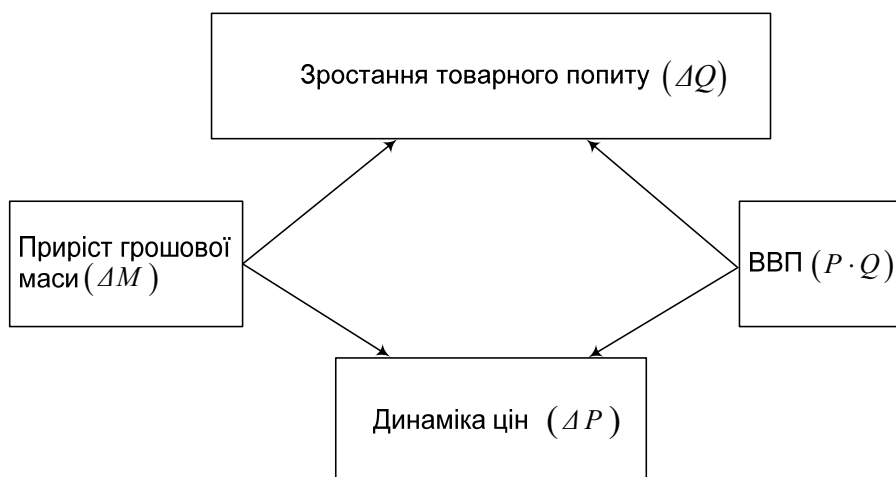 Зростання товарного попиту (ΔQ)
Приріст грошової
маси (ΔM)
ВВП (P · Q)
Динаміка цін (ΔP)